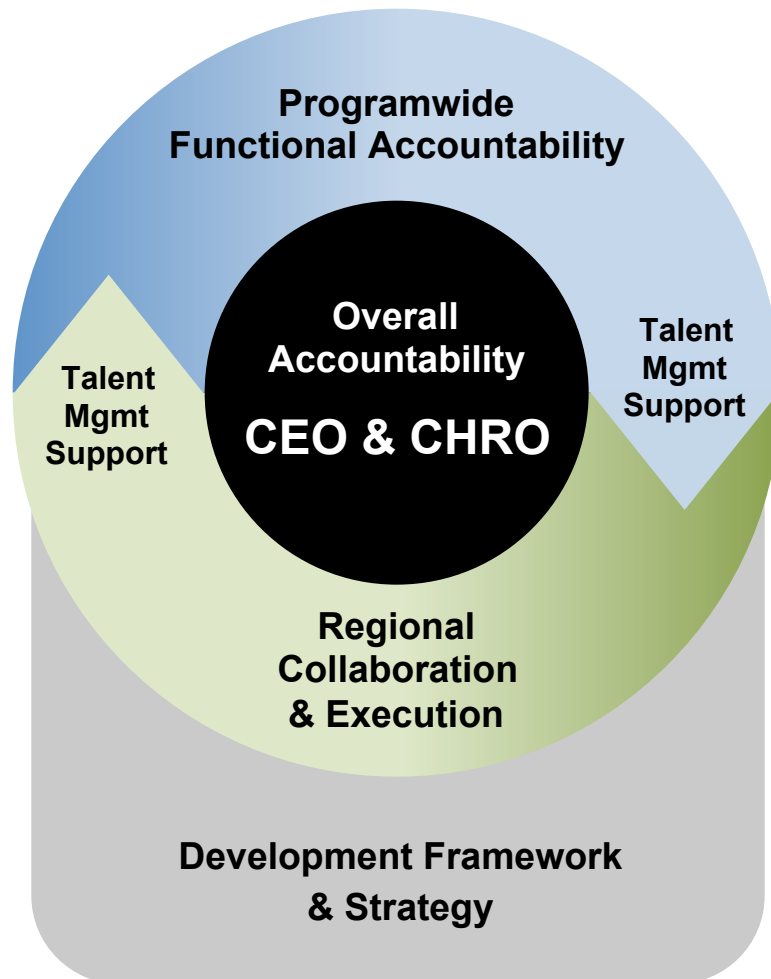 Programwide
Functional Accountability
Overall
Accountability
CEO & CHRO
Talent
Mgmt
Support
Talent
Mgmt
Support
Regional
Collaboration
& Execution
Development Framework
& Strategy